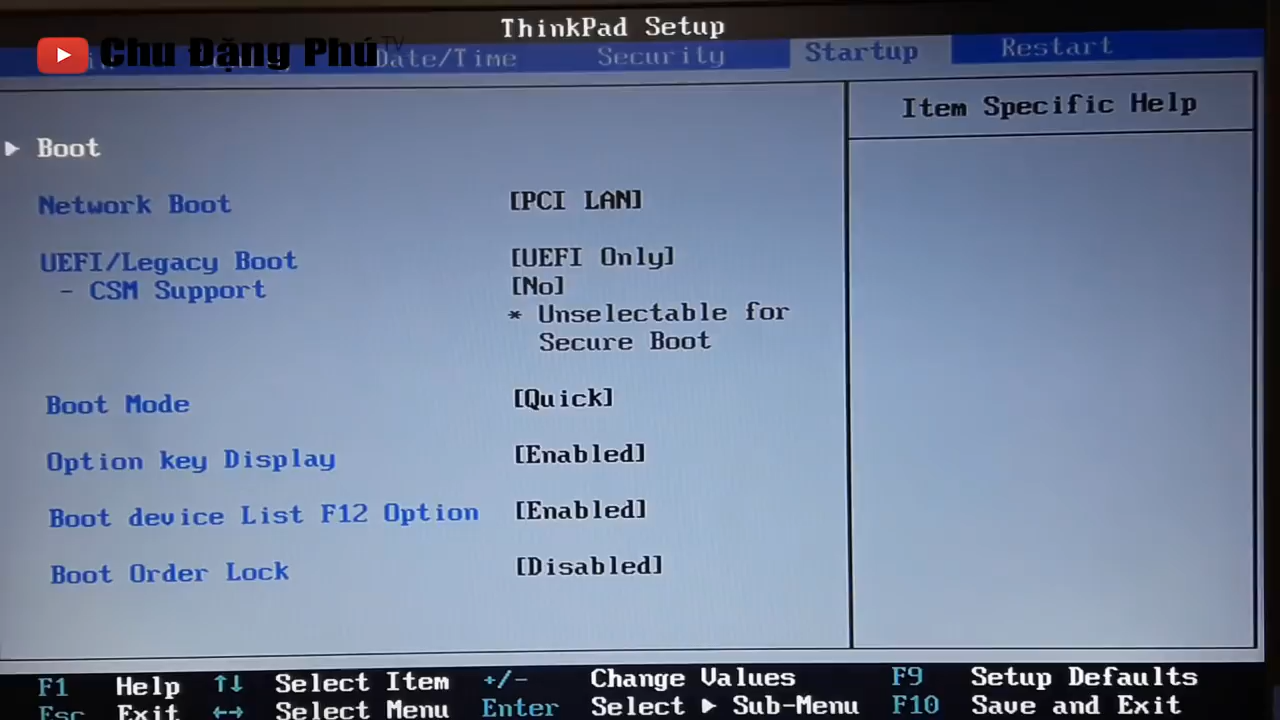 ThinkPad Setup
Chu Đặng Phú TV
Date/Time Security Startup Restart
Item Specific Help
Boot
Network Boot [PCI LAN]
UEFI/Legacy Boot [UEFI Only]
- CSM Support [No]
* Unselectable for
Secure Boot
Boot Mode [Quick]
Option key Display [Enabled]
Boot device List F12 Option [Enabled]
Boot Order Lock [Disabled]
F1 Help ↑↓ Select Item +/- Change Values F9 Setup Defaults
Esc Exit ←→ Select Menu Enter Select ▶ Sub-Menu F10 Save and Exit